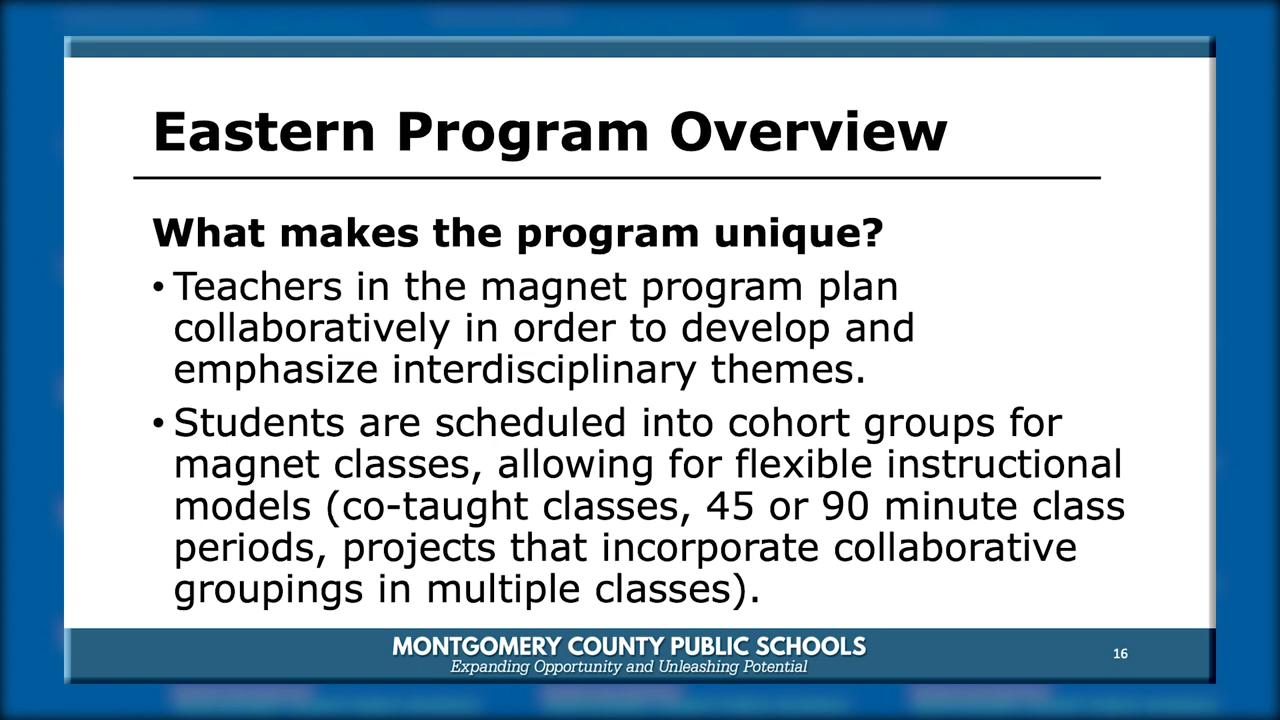 Eastern Program Overview
What makes the program unique?
• Teachers in the magnet program plan
collaboratively in order to develop and
emphasize interdisciplinary themes.
• Students are scheduled into cohort groups for
magnet classes, allowing for flexible instructional
models (co-taught classes, 45 or 90 minute class
periods, projects that incorporate collaborative
groupings in multiple classes).
MONTGOMERY COUNTY PUBLIC SCHOOLS
Expanding Opportunity and Unleashing Potential
16